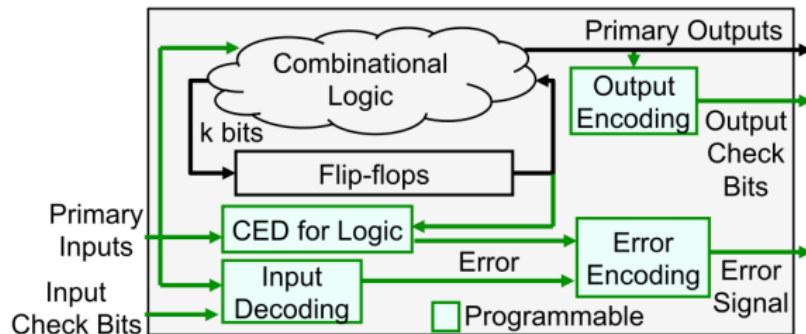 Primary Outputs
Combinational
Logic
Output
Encoding
k bits
Output
Check
Bits
Flip-flops
Primary
Inputs
CED for Logic
Error
Error
Encoding
Input
Decoding
Error
Signal
Input
Check Bits
Programmable